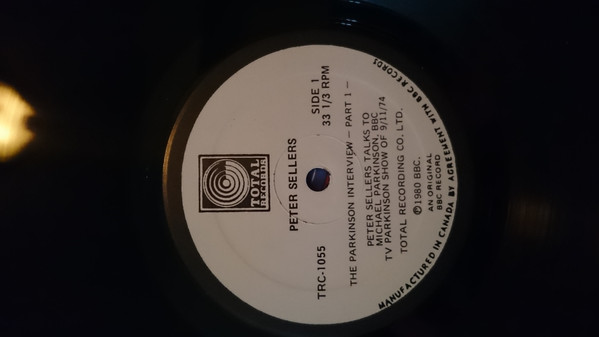 TOTAL
RECORDS
PETER SELLERS
TRC-1055
SIDE 1
33 1/3 RPM
THE PARKINSON INTERVIEW - PART 1 -
PETER SELLERS TALKS TO
MICHAEL PARKINSON, BBC
TV PARKINSON SHOW OF 9/11/74
TOTAL RECORDING CO. LTD.
℗1980 BBC.
AN ORIGINAL
BBC RECORD
MANUFACTURED IN CANADA BY AGREEMENT WITH BBC RECORDS